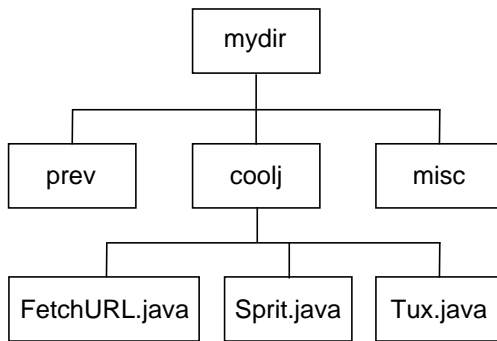 mydir
prev
coolj
misc
FetchURL.java
Sprit.java
Tux.java